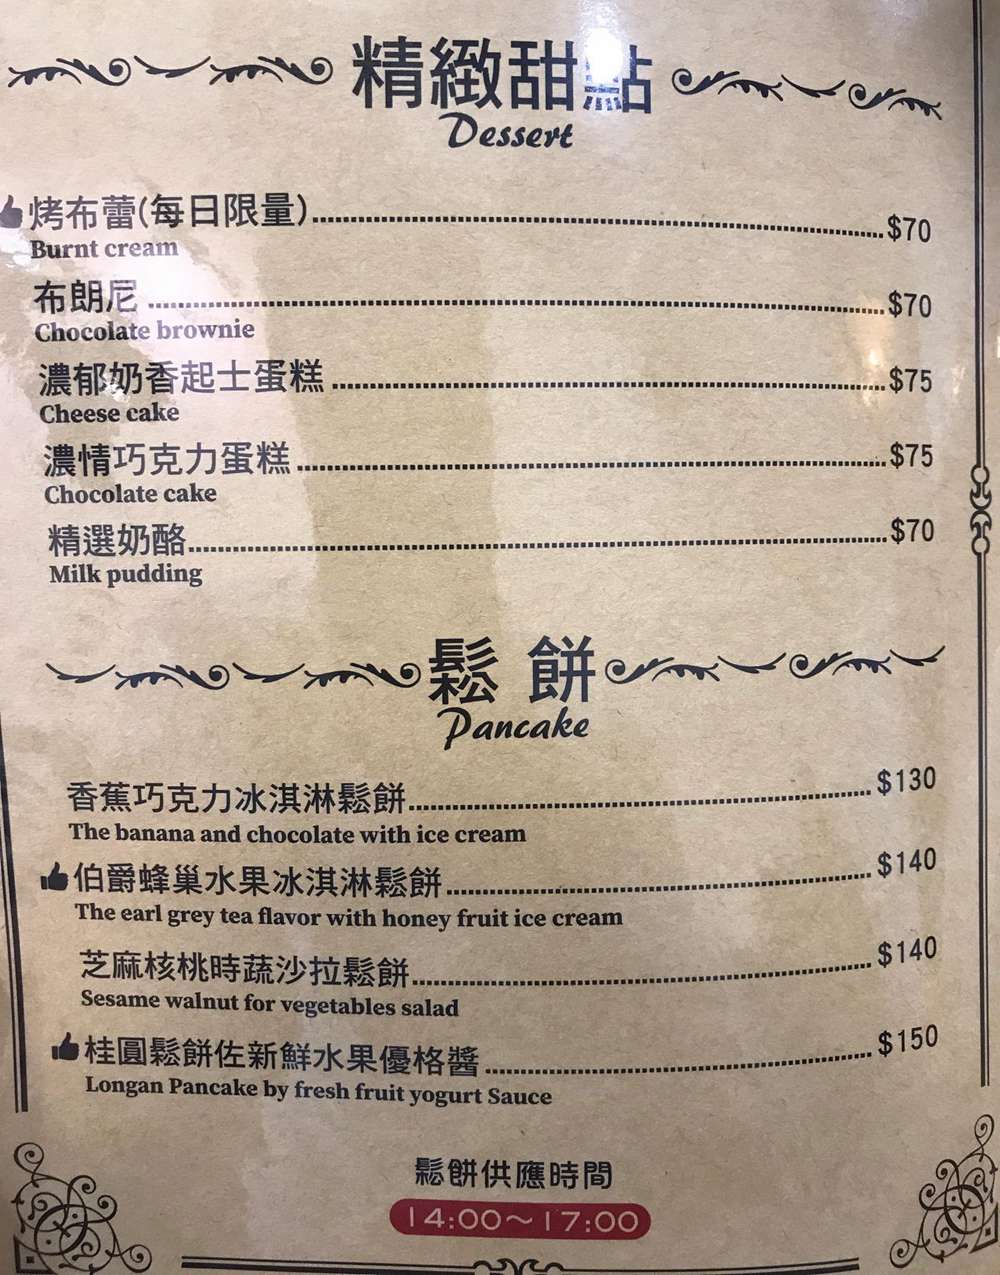 精緻甜點
Dessert
烤布蕾(每日限量)........................$70
Burnt cream
布朗尼........................$70
Chocolate brownie
濃郁奶香起士蛋糕........................$75
Cheese cake
濃情巧克力蛋糕........................$75
Chocolate cake
精選奶酪........................$70
Milk pudding
鬆餅
Pancake
香蕉巧克力冰淇淋鬆餅........................$130
The banana and chocolate with ice cream
伯爵蜂巢水果冰淇淋鬆餅........................$140
The earl grey tea flavor with honey fruit ice cream
芝麻核桃時蔬沙拉鬆餅........................$140
Sesame walnut for vegetables salad
桂圓鬆餅佐新鮮水果優格醬........................$150
Longan Pancake by fresh fruit yogurt Sauce
鬆餅供應時間
14:00～17:00